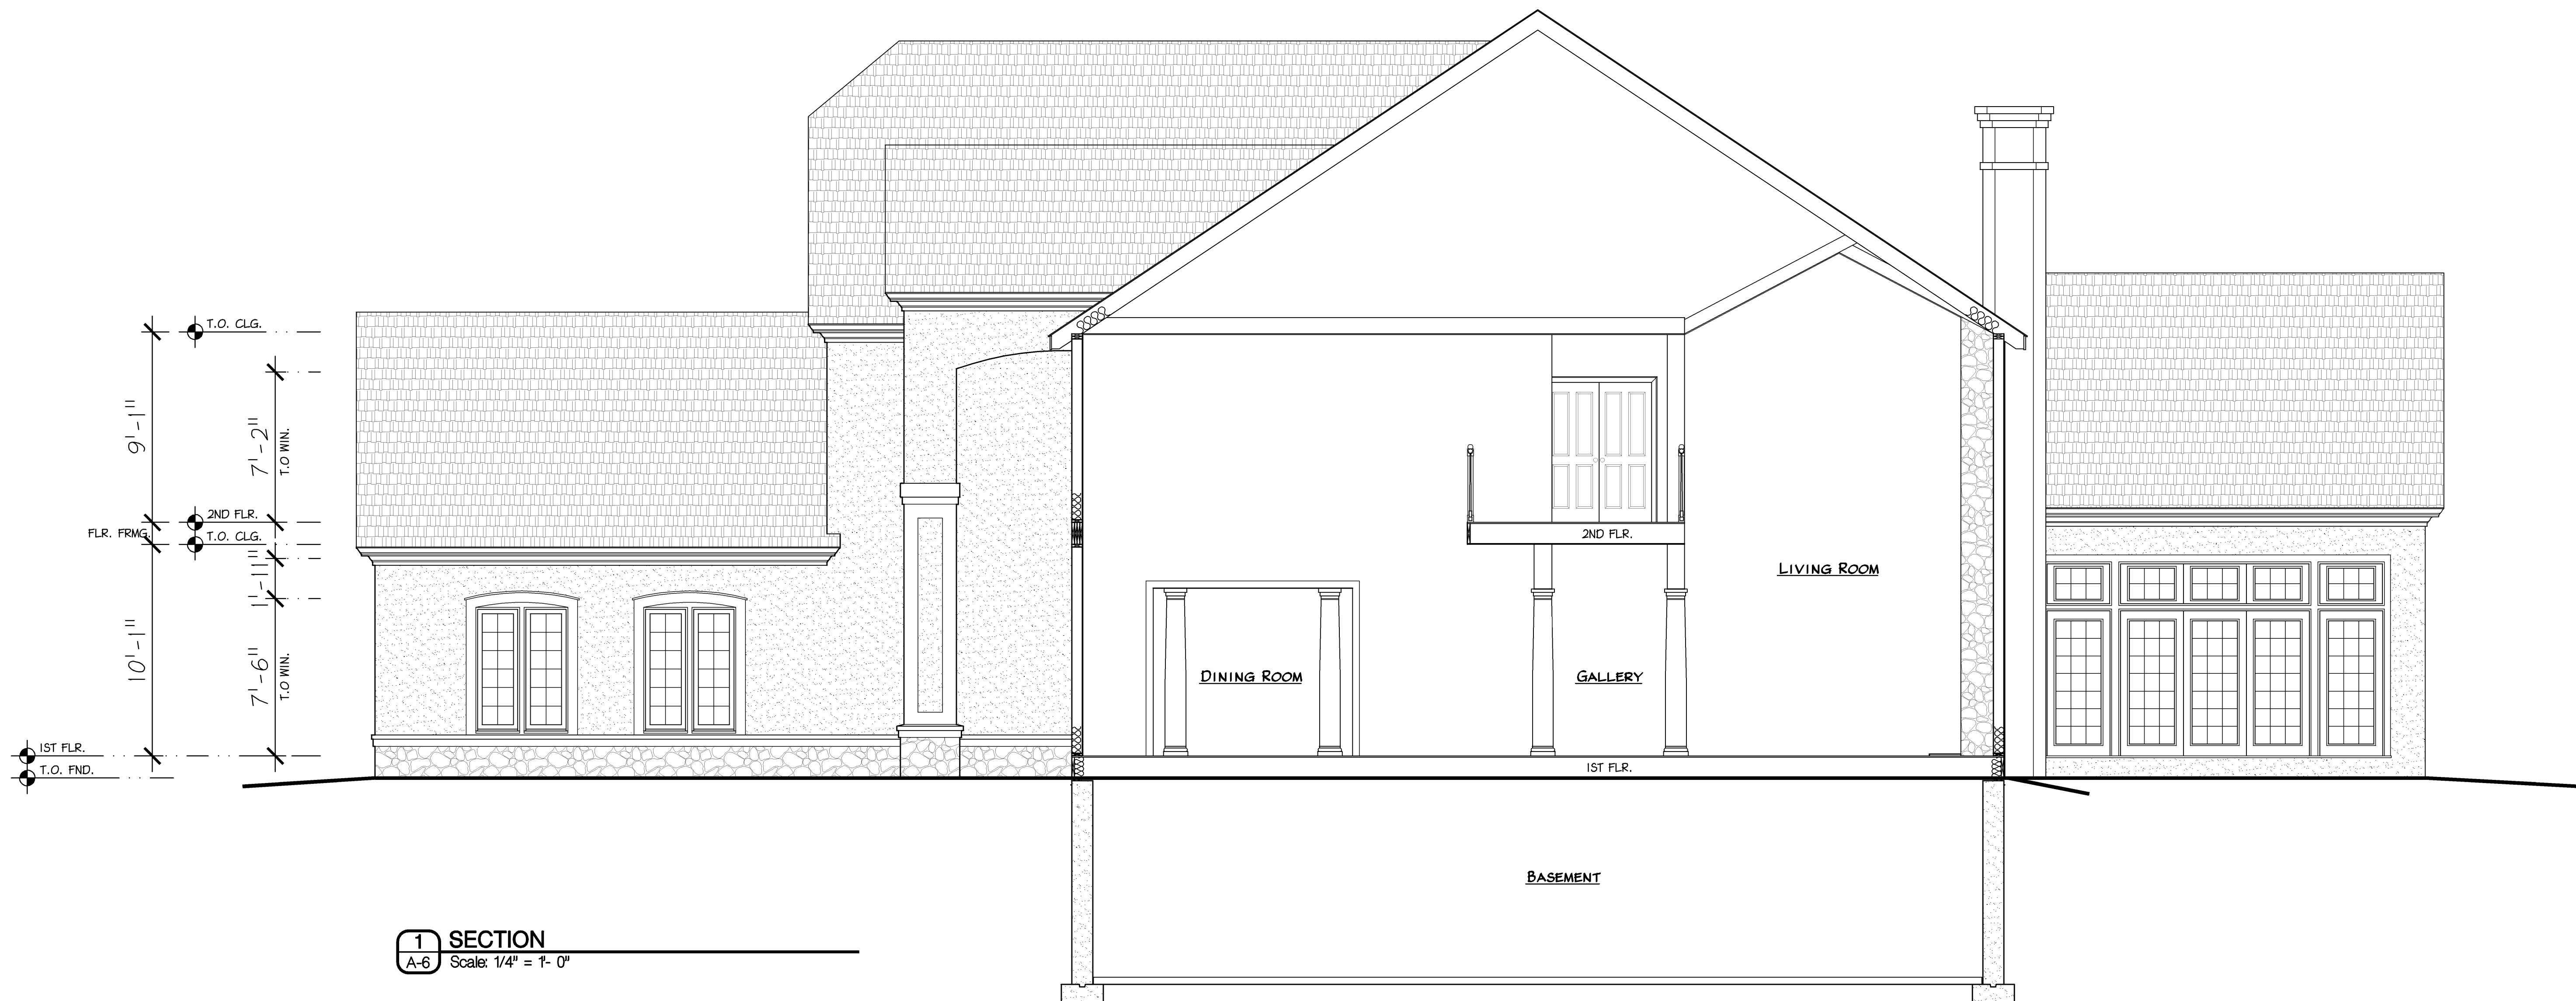 T.O. CLG.
9'-1"
7'-2"
T.O WIN.
2ND FLR.
FLR. FRMG.
T.O. CLG.
1'-11"
10'-1"
7'-6"
T.O WIN.
1ST FLR.
T.O. FND.
2ND FLR.
LIVING ROOM
DINING ROOM
GALLERY
1ST FLR.
BASEMENT
1
A-6
SECTION
Scale: 1/4" = 1'- 0"